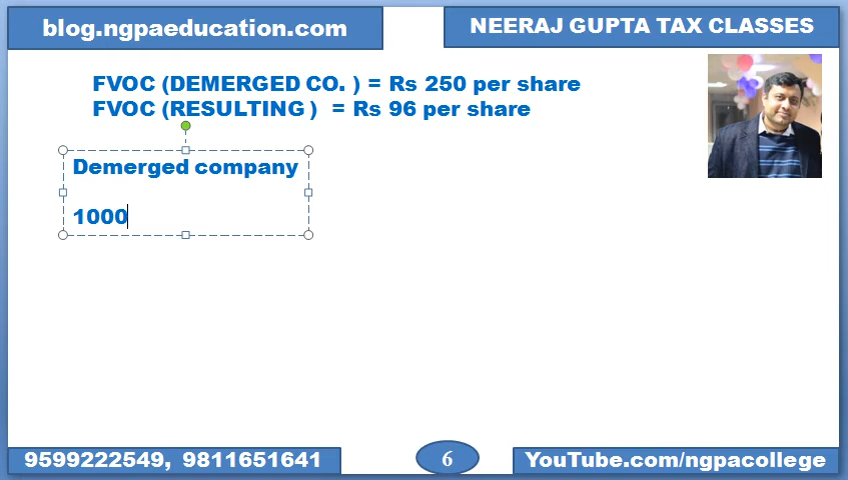 blog.ngpaeducation.com
NEERAJ GUPTA TAX CLASSES
FVOC (DEMERGED CO. ) = Rs 250 per share
FVOC (RESULTING ) = Rs 96 per share
Demerged company
1000
9599222549, 9811651641
6
YouTube.com/ngpacollege